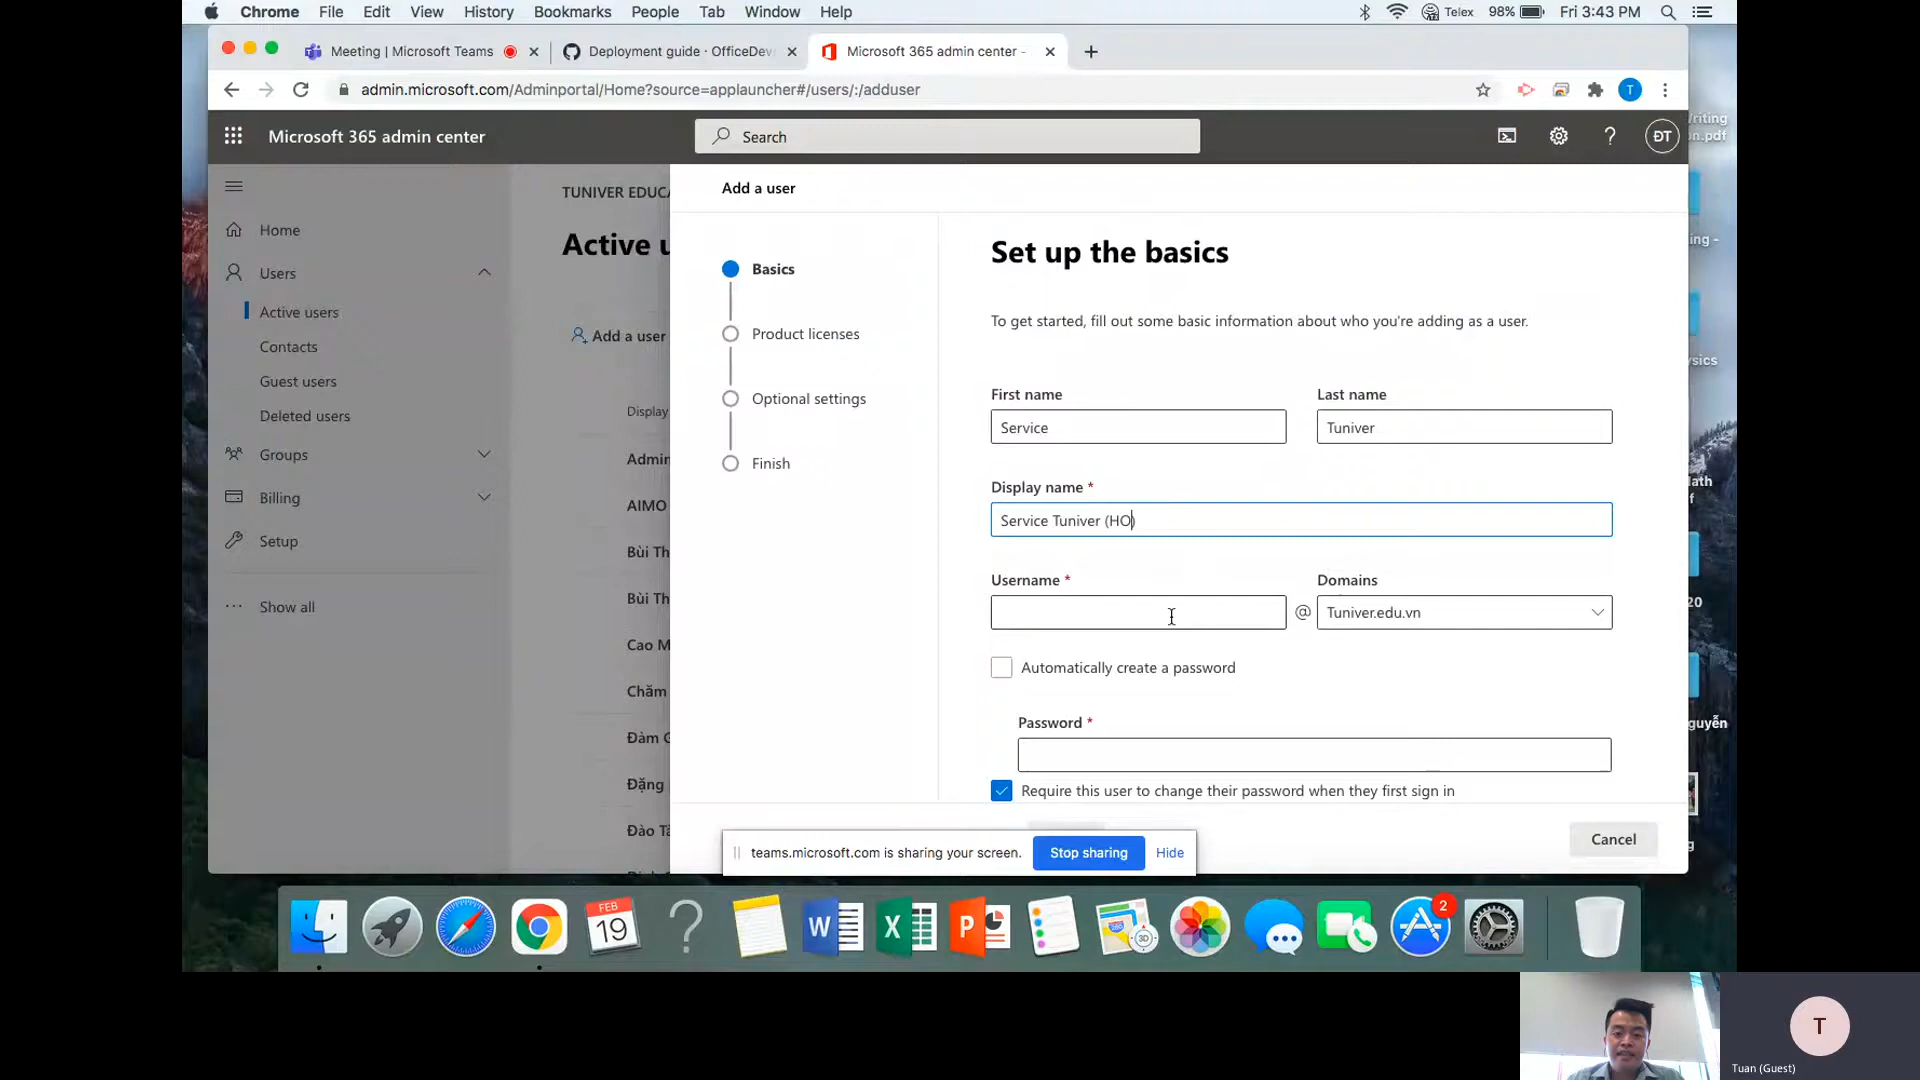 Chrome File Edit View History Bookmarks People Tab Window Help
Telex 98% Fri 3:43 PM
Meeting | Microsoft Teams
Deployment guide · OfficeDev
Microsoft 365 admin center -
admin.microsoft.com/Adminportal/Home?source=applauncher#/users/:/adduser
T
Microsoft 365 admin center
Search
ĐT
Home
Users
Active users
Contacts
Guest users
Deleted users
Groups
Billing
Setup
Show all
TUNIVER EDUCA
Active u
Add a user
Display
Admin
AIMO
Bùi Th
Bùi Th
Cao M
Chăm
Đàm G
Đặng
Đào Tà
Add a user
Basics
Product licenses
Optional settings
Finish
Set up the basics
To get started, fill out some basic information about who you're adding as a user.
First name
Service
Last name
Tuniver
Display name *
Service Tuniver (HO)
Username *
@
Domains
Tuniver.edu.vn
Automatically create a password
Password *
Require this user to change their password when they first sign in
Cancel
teams.microsoft.com is sharing your screen. Stop sharing Hide
FEB
19
W
X
P
280
3D
2
T
Tuan (Guest)